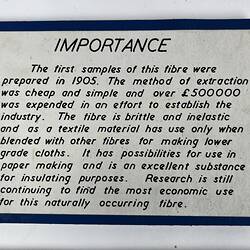 IMPORTANCE
The first samples of this fibre were
prepared in 1905. The method of extraction
was cheap and simple and over £500000
was expended in an effort to establish the
industry. The fibre is brittle and inelastic
and as a textile material has use only when
blended with other fibres for making lower
grade cloths. It has possibilities for use in
paper making and is an excellent substance
for insulating purposes. Research is still
continuing to find the most economic use
for this naturally occurring fibre.